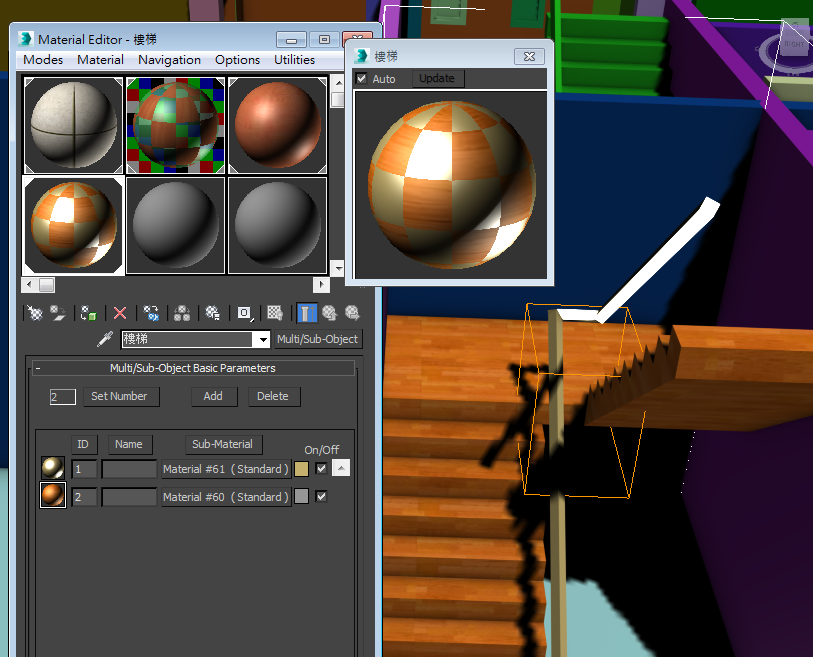 Material Editor - 樓梯
Modes Material Navigation Options Utilities
樓梯
Auto Update
樓梯 Multi/Sub-Object
- Multi/Sub-Object Basic Parameters
2 Set Number Add Delete
ID Name Sub-Material On/Off
1 Material #61 ( Standard )
2 Material #60 ( Standard )
RIGHT